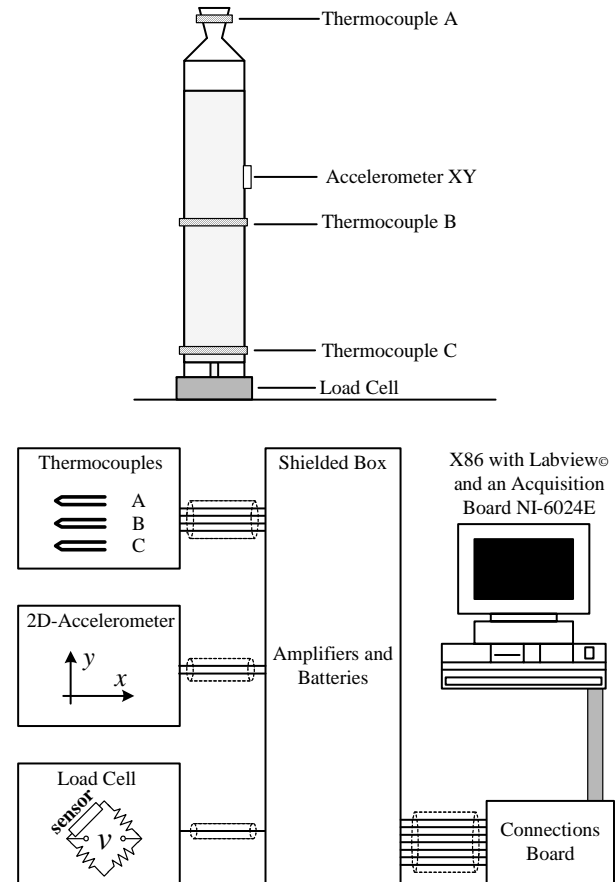 Thermocouple A
Accelerometer XY
Thermocouple B
Thermocouple C
Load Cell
Thermocouples
A
B
C
Shielded Box
X86 with Labview©
and an Acquisition
Board NI-6024E
2D-Accelerometer
y
x
Amplifiers and
Batteries
Load Cell
sensor
v
Connections
Board